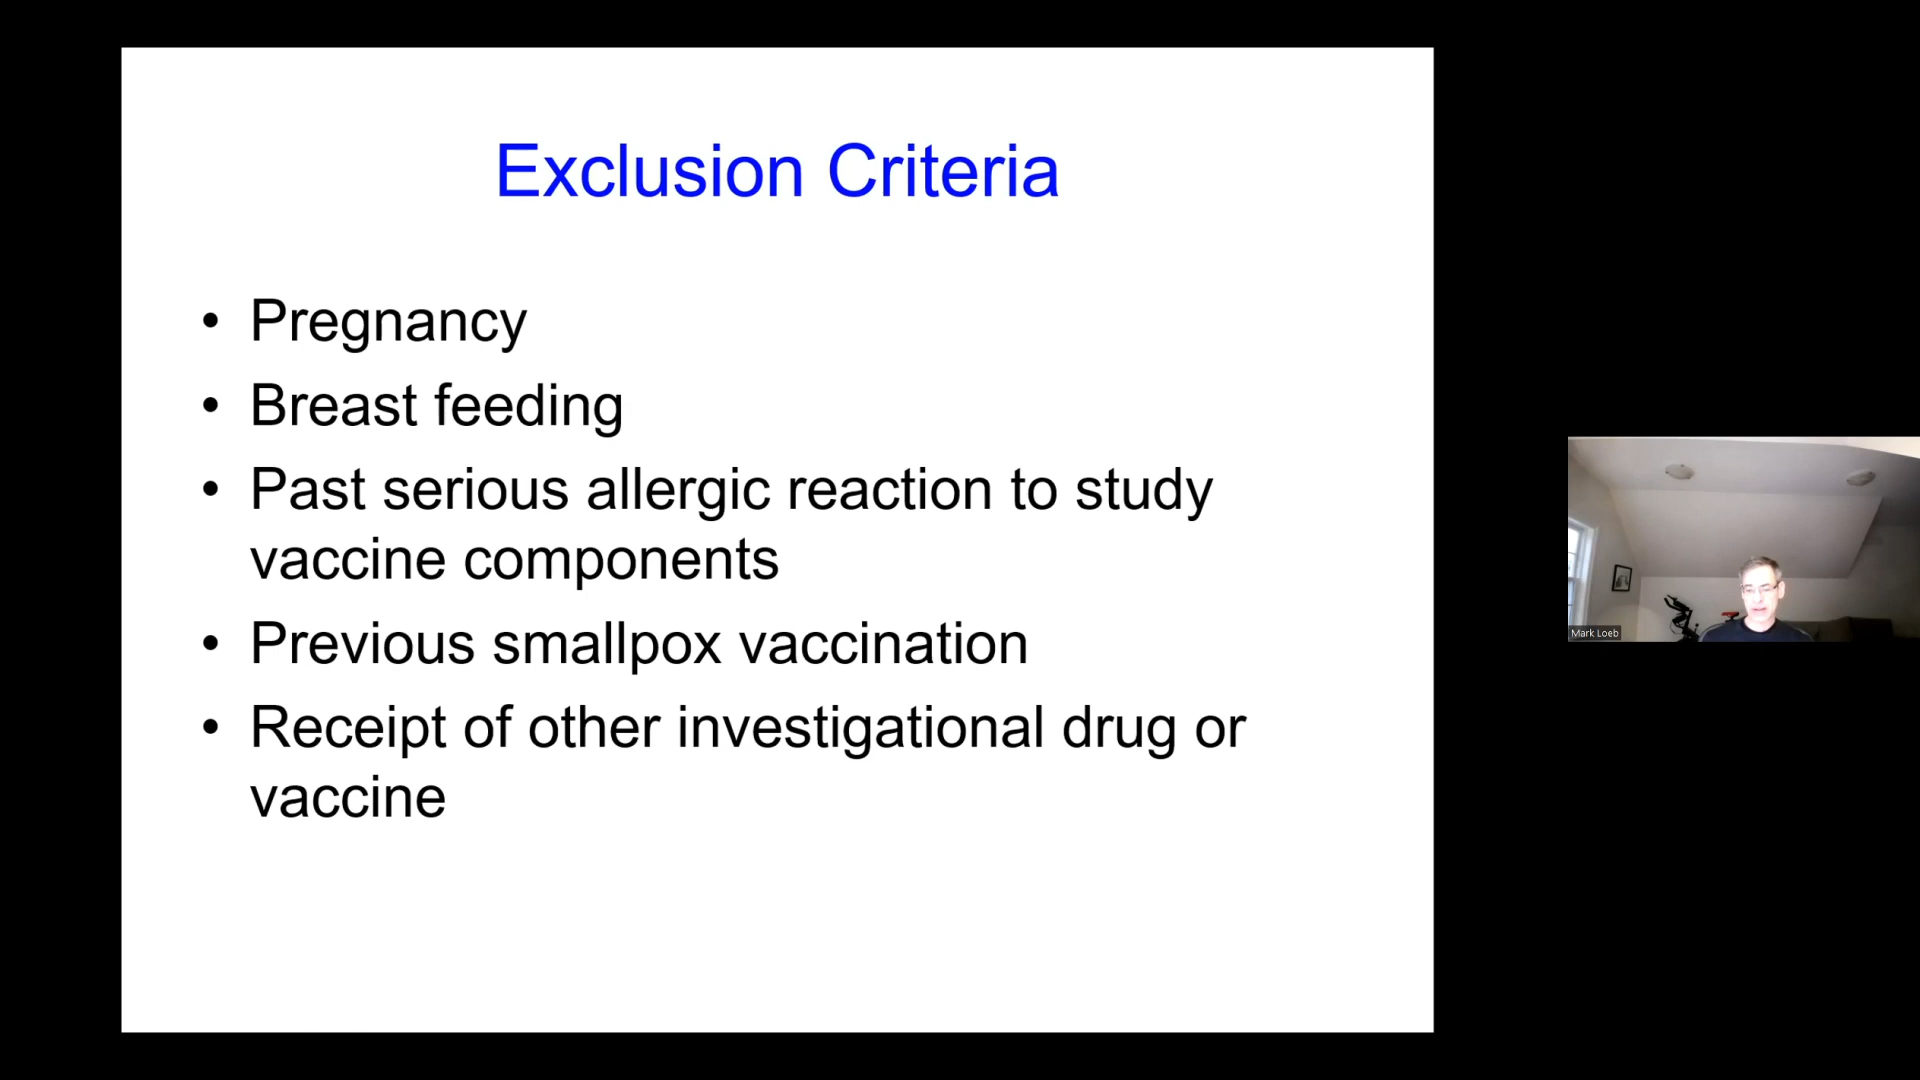 Exclusion Criteria
• Pregnancy
• Breast feeding
• Past serious allergic reaction to study
vaccine components
• Previous smallpox vaccination
• Receipt of other investigational drug or
vaccine
Mark Loeb